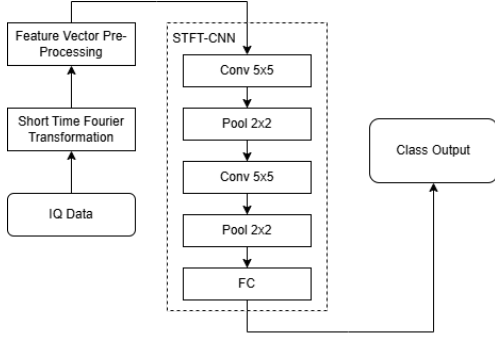 Feature Vector Pre-
Processing
Short Time Fourier
Transformation
IQ Data
STFT-CNN
Conv 5x5
Pool 2x2
Conv 5x5
Pool 2x2
FC
Class Output